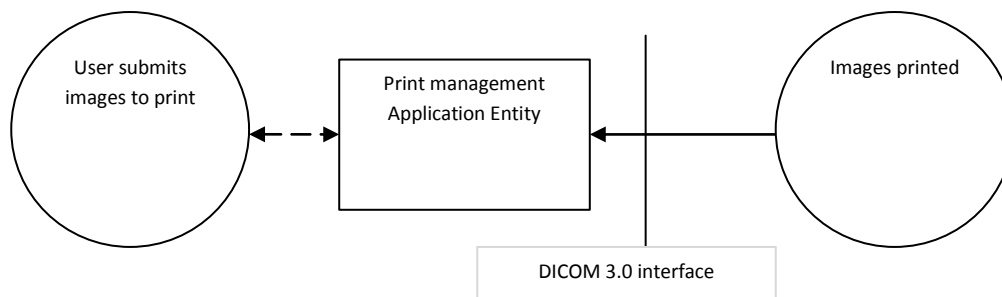 User submits
images to print
Print management
Application Entity
Images printed
DICOM 3.0 interface